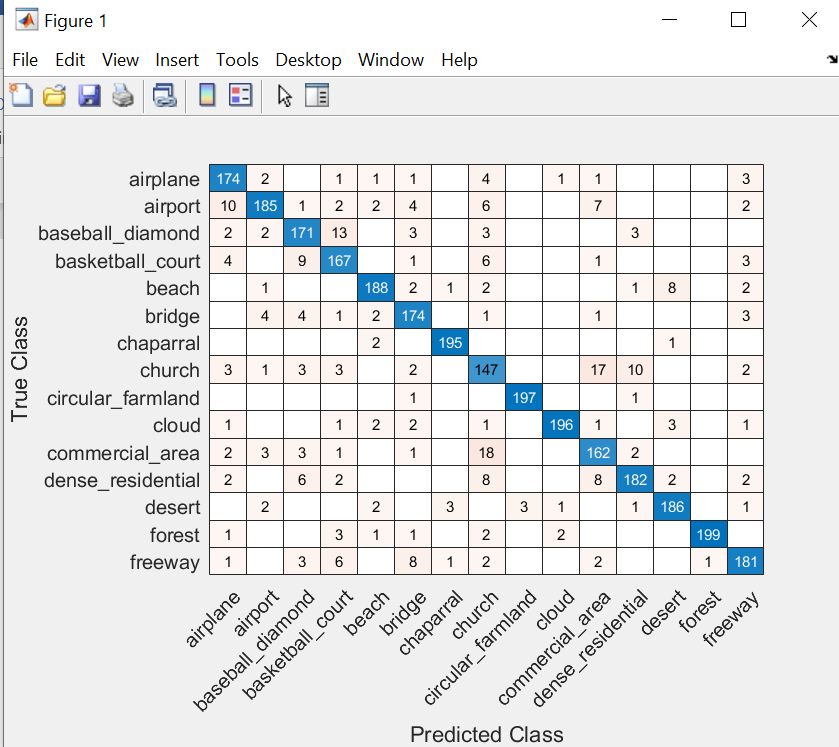 Figure 1
File Edit View Insert Tools Desktop Window Help
airplane 174 2 1 1 1 4 1 1 3
airport 10 185 1 2 2 4 6 7 2
baseball_diamond 2 2 171 13 3 3 3
basketball_court 4 9 167 1 6 1 3
beach 1 188 2 1 2 1 8 2
bridge 4 4 1 2 174 1 1 3
chaparral 2 195 1
church 3 1 3 3 2 147 17 10 2
circular_farmland 1 197 1
cloud 1 1 2 2 1 196 1 3 1
commercial_area 2 3 3 1 1 18 162 2
dense_residential 2 6 2 8 8 182 2 2
desert 2 2 3 3 1 1 186 1
forest 1 3 1 1 2 2 199
freeway 1 3 6 8 1 2 2 1 181
True Class
airplane
airport
baseball_diamond
basketball_court
beach
bridge
chaparral
church
circular_farmland
cloud
commercial_area
dense_residential
desert
forest
freeway
Predicted Class